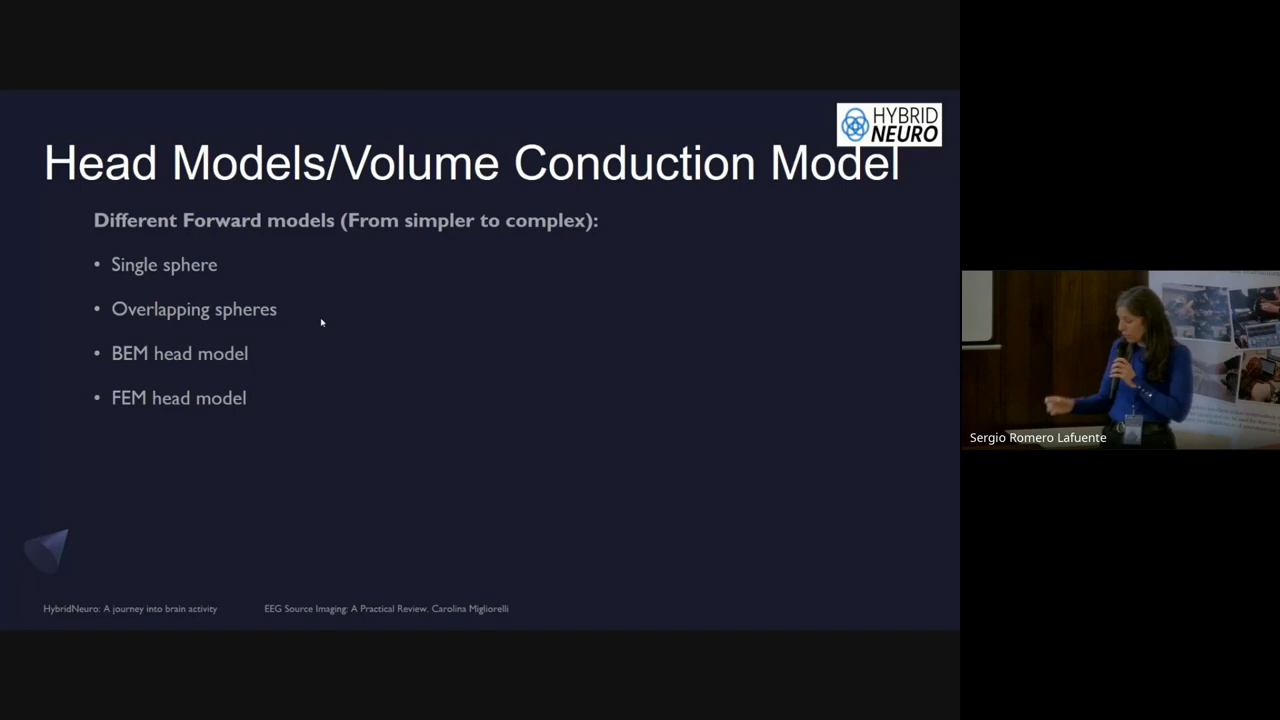 HYBRID
NEURO
Head Models/Volume Conduction Model
Different Forward models (From simpler to complex):
• Single sphere
• Overlapping spheres
• BEM head model
• FEM head model
HybridNeuro: A journey into brain activity
EEG Source Imaging: A Practical Review. Carolina Migliorelli
Sergio Romero Lafuente